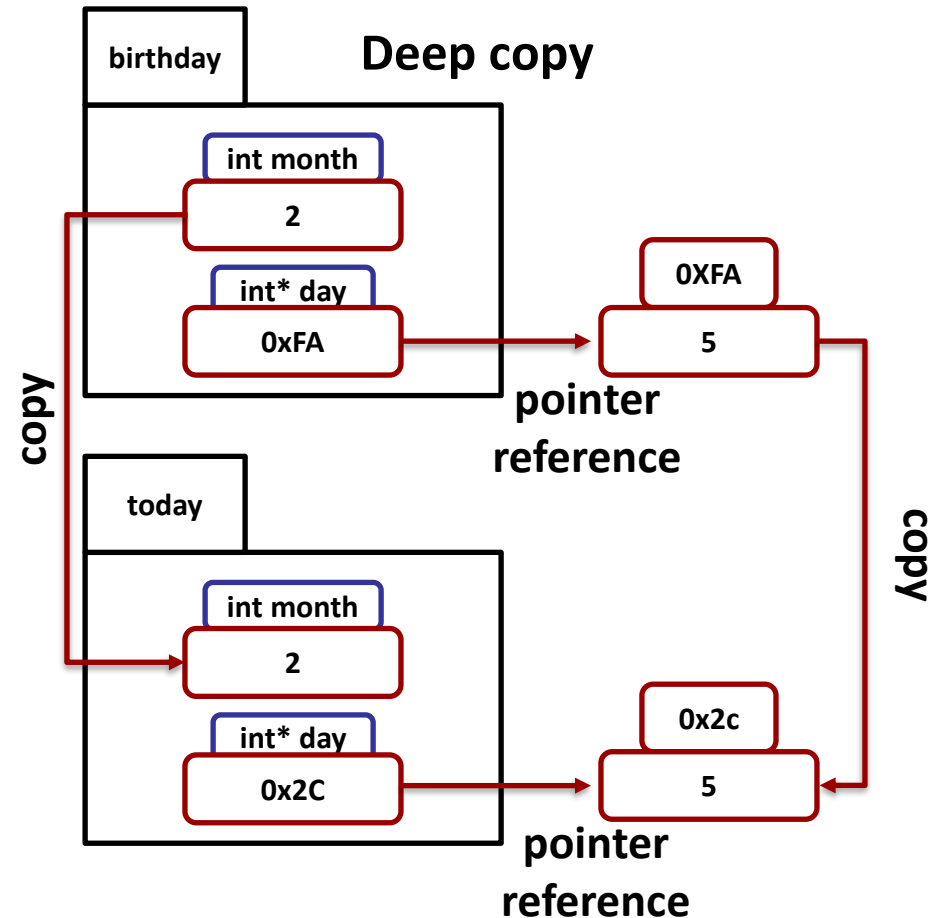 birthday
Deep copy
int month
2
int* day
0xFA
0XFA
5
pointer
reference
copy
copy
today
int month
2
int* day
0x2C
0x2c
5
pointer
reference